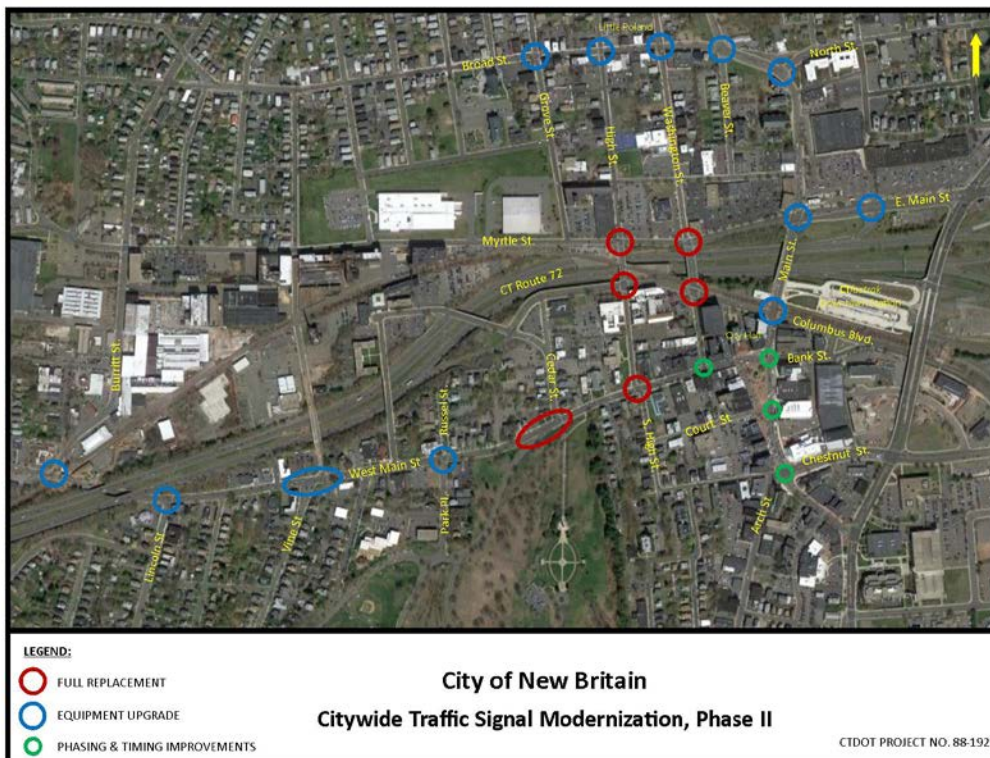 Little Poland
North St.
Broad St.
Grove St.
High St.
Washington St.
Beaver St.
E. Main St
Myrtle St.
Main St.
CT Route 72
Columbus Blvd.
Bank St.
Burritt St.
Cedar St.
Russel St.
Court St
S. High St.
West Main St
Chestnut St.
Park Pl.
Arch St
Vine St
Lincoln St
LEGEND:
FULL REPLACEMENT
EQUIPMENT UPGRADE
PHASING & TIMING IMPROVEMENTS
City of New Britain
Citywide Traffic Signal Modernization, Phase II
CTDOT PROJECT NO. 88-192